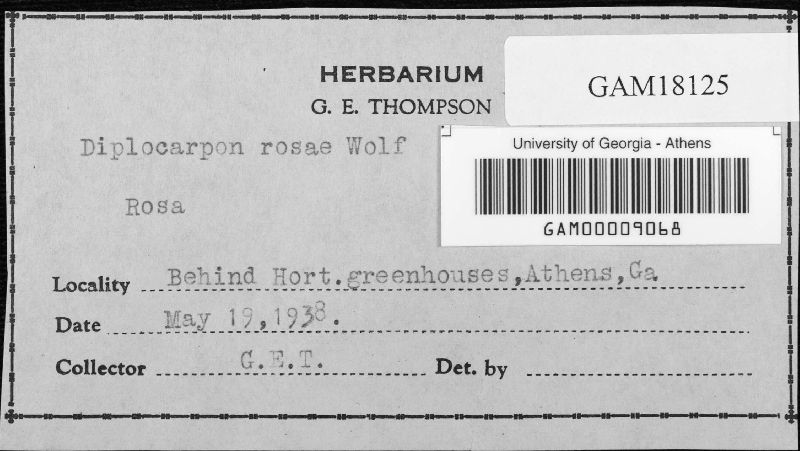 HERBARIUM
G. E. THOMPSON
GAM18125
Diplocarpon rosae Wolf
University of Georgia - Athens
GAM00009068
Rosa
Locality Behind Hort.greenhouses,Athens,Ga
Date May 19,1938.
Collector G.E.T. Det. by